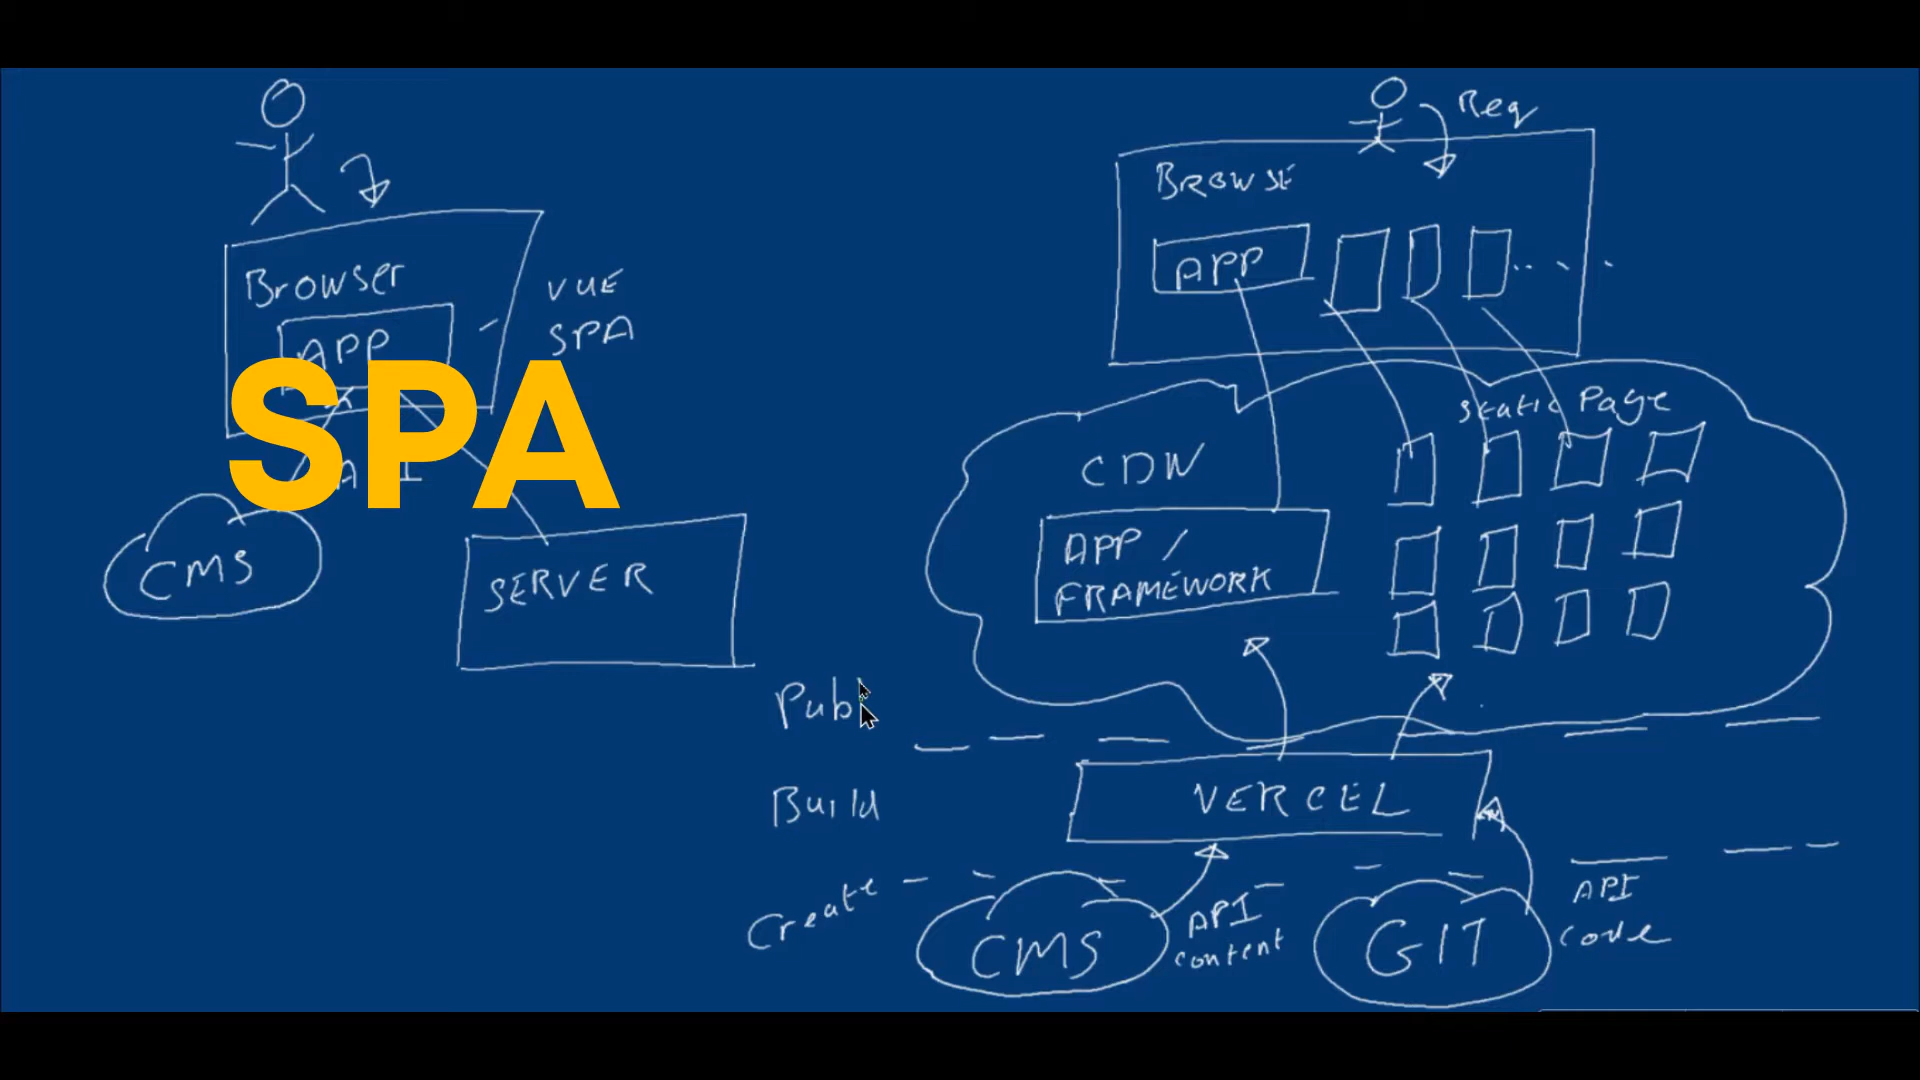 Browser
APP
VUE
SPA
SPA
CMS
SERVER
Req
BROWSE
APP
Static Page
CDN
APP /
FRAMEWORK
Pub
Build
VERCEL
Create
CMS
API
content
GIT
API
code